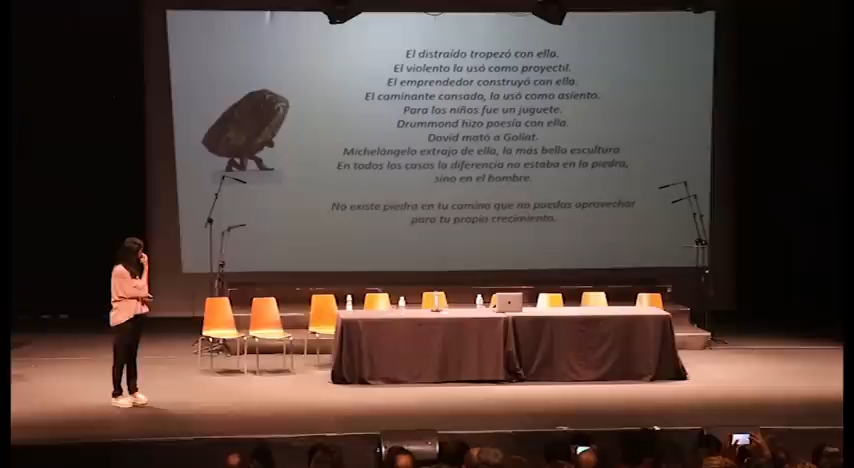 El distraído tropezó con ella.
El violento la usó como proyectil.
El emprendedor construyó con ella.
El caminante cansado, la usó como asiento.
Para los niños fue un juguete.
Drummond hizo poesía con ella.
David mató a Goliat.
Michelángelo extrajo de ella, la más bello escultura
En todos los casos la diferencia no estaba en la piedra,
sino en el hombre.
No existe piedra en tu camino que no puedas aprovechar
para tu propio crecimiento.